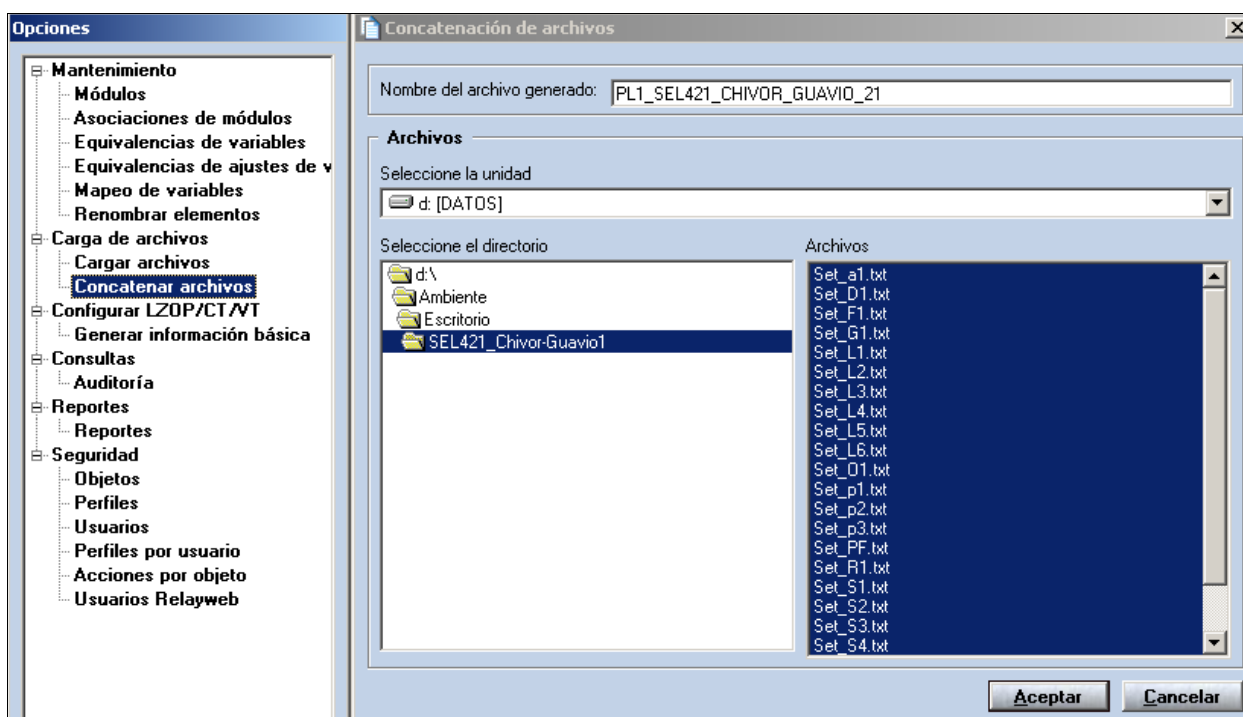 Opciones
Mantenimiento
Módulos
Asociaciones de módulos
Equivalencias de variables
Equivalencias de ajustes de v
Mapeo de variables
Renombrar elementos
Carga de archivos
Cargar archivos
Concatenar archivos
Configurar LZOP/CT/VT
Generar información básica
Consultas
Auditoría
Reportes
Reportes
Seguridad
Objetos
Perfiles
Usuarios
Perfiles por usuario
Acciones por objeto
Usuarios Relayweb
Concatenación de archivos
Nombre del archivo generado: PL1_SEL421_CHIVOR_GUAVIO_21
Archivos
Seleccione la unidad
d: [DATOS]
Seleccione el directorio
d:\
Ambiente
Escritorio
SEL421_Chivor-Guavio1
Archivos
Set_a1.txt
Set_D1.txt
Set_F1.txt
Set_G1.txt
Set_L1.txt
Set_L2.txt
Set_L3.txt
Set_L4.txt
Set_L5.txt
Set_L6.txt
Set_O1.txt
Set_p1.txt
Set_p2.txt
Set_p3.txt
Set_PF.txt
Set_R1.txt
Set_S1.txt
Set_S2.txt
Set_S3.txt
Set_S4.txt
Aceptar
Cancelar